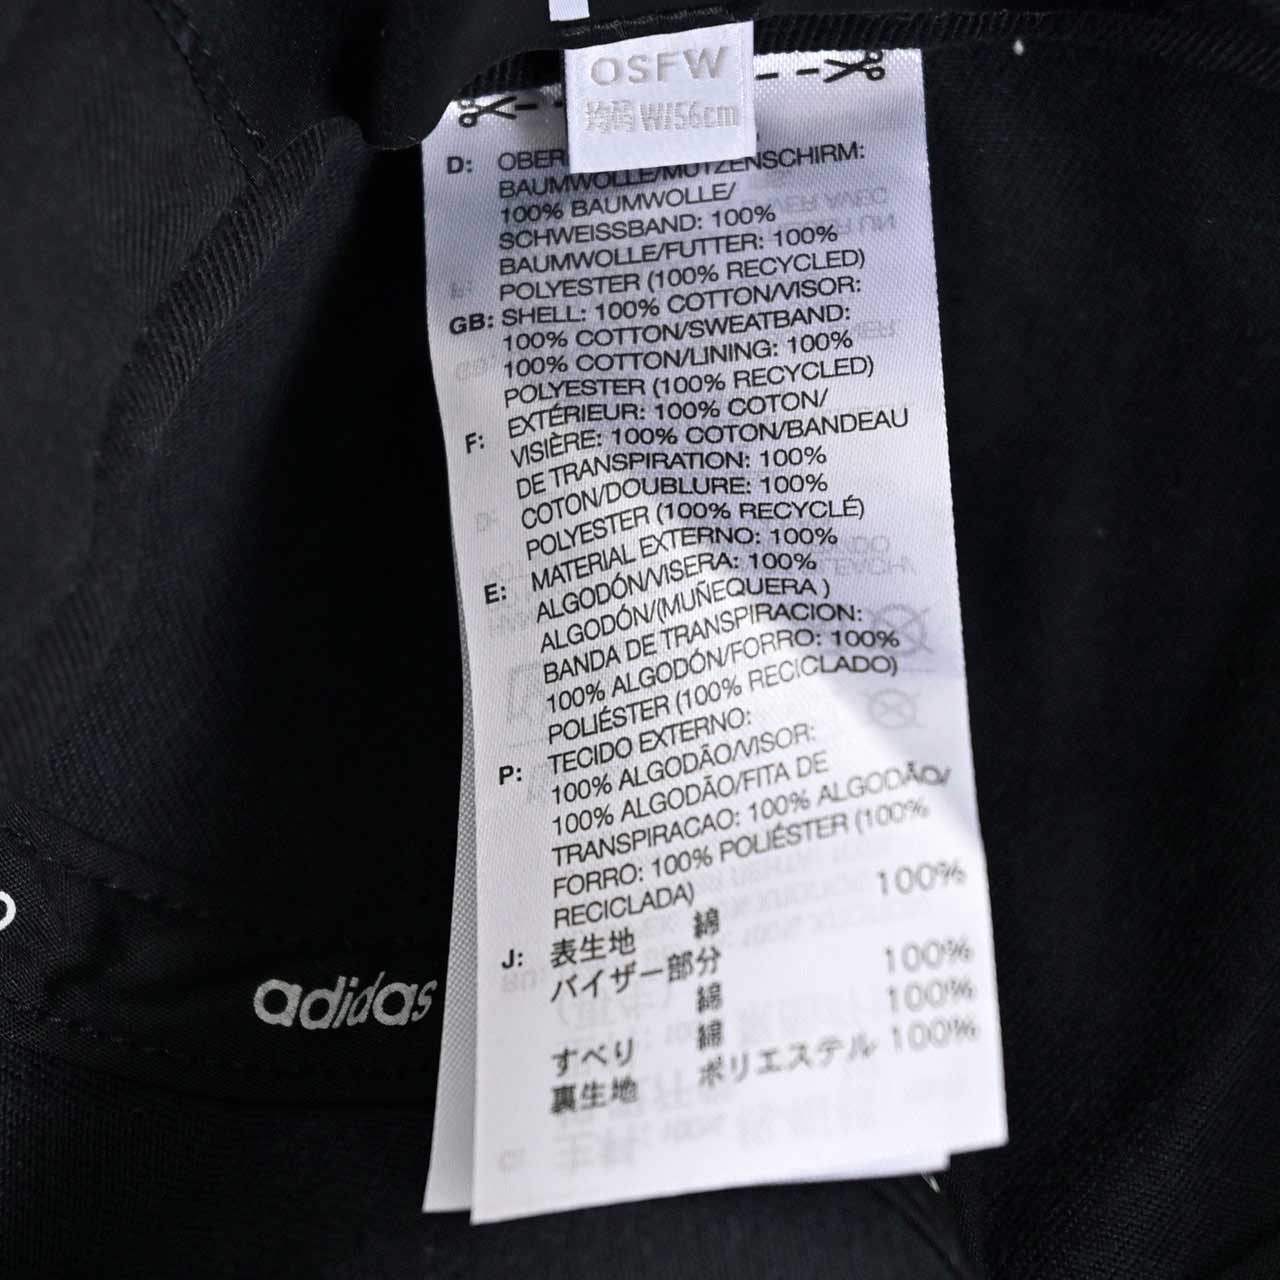 OSFW
均码 W/56cm
D: OBER
BAUMWOLLE/MÜTZENSCHIRM:
100% BAUMWOLLE/
SCHWEISSBAND: 100%
BAUMWOLLE/FUTTER: 100%
POLYESTER (100% RECYCLED)
GB: SHELL: 100% COTTON/VISOR:
100% COTTON/SWEATBAND:
100% COTTON/LINING: 100%
POLYESTER (100% RECYCLED)
F: EXTÉRIEUR: 100% COTON/
VISIÈRE: 100% COTON/BANDEAU
DE TRANSPIRATION: 100%
COTON/DOUBLURE: 100%
POLYESTER (100% RECYCLÉ)
E: MATERIAL EXTERNO: 100%
ALGODÓN/VISERA: 100%
ALGODÓN/(MUÑEQUERA )
BANDA DE TRANSPIRACION:
100% ALGODÓN/FORRO: 100%
POLIÉSTER (100% RECICLADO)
P: TECIDO EXTERNO:
100% ALGODÃO/VISOR:
100% ALGODÃO/FITA DE
TRANSPIRACAO: 100% ALGODÃO/
FORRO: 100% POLIÉSTER (100%
RECICLADA)
J: 表生地 綿 100%
バイザー部分
綿 100%
すべり 綿 100%
裏生地 ポリエステル 100%
adidas